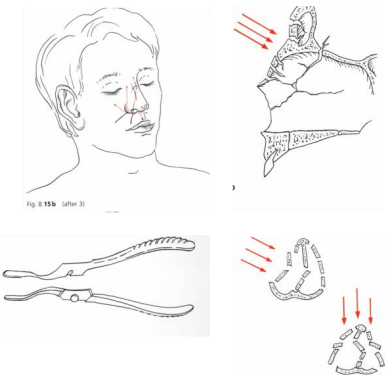 Fig. 8.15b (after 3)